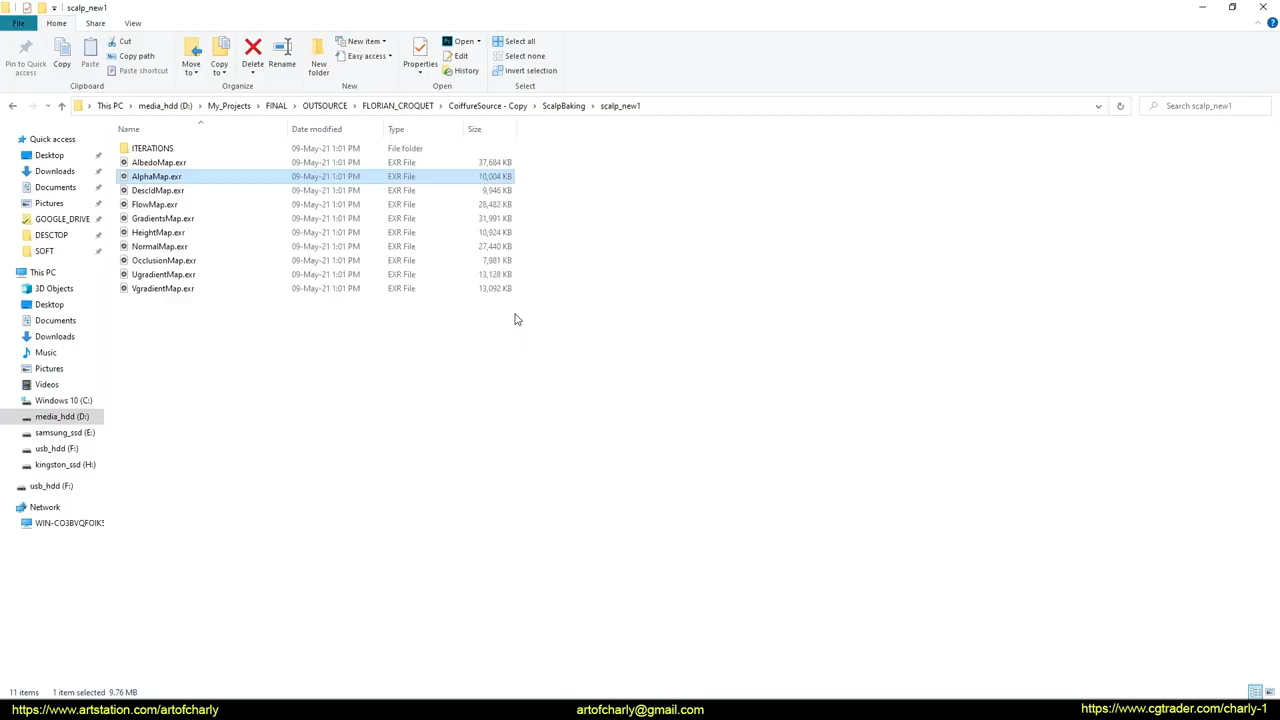 scalp_new1
File
Home
Share
View
Pin to Quick access
Copy
Paste
Cut
Copy path
Paste shortcut
Clipboard
Move to
Copy to
Delete
Rename
Organize
New folder
New item
Easy access
New
Properties
Open
Edit
History
Open
Select all
Select none
Invert selection
Select
This PC > media_hdd (D:) > My_Projects > FINAL > OUTSOURCE > FLORIAN_CROQUET > CoiffureSource - Copy > ScalpBaking > scalp_new1
Search scalp_new1
Name Date modified Type Size
ITERATIONS 09-May-21 1:01 PM File folder
AlbedoMap.exr 09-May-21 1:01 PM EXR File 37,684 KB
AlphaMap.exr 09-May-21 1:01 PM EXR File 10,004 KB
DescIdMap.exr 09-May-21 1:01 PM EXR File 9,946 KB
FlowMap.exr 09-May-21 1:01 PM EXR File 28,482 KB
GradientsMap.exr 09-May-21 1:01 PM EXR File 31,991 KB
HeightMap.exr 09-May-21 1:01 PM EXR File 10,924 KB
NormalMap.exr 09-May-21 1:01 PM EXR File 27,440 KB
OcclusionMap.exr 09-May-21 1:01 PM EXR File 7,981 KB
UgradientMap.exr 09-May-21 1:01 PM EXR File 13,128 KB
VgradientMap.exr 09-May-21 1:01 PM EXR File 13,092 KB
Quick access
Desktop
Downloads
Documents
Pictures
GOOGLE_DRIVE
DESCTOP
SOFT
This PC
3D Objects
Desktop
Documents
Downloads
Music
Pictures
Videos
Windows 10 (C:)
media_hdd (D:)
samsung_ssd (E:)
usb_hdd (F:)
kingston_ssd (H:)
usb_hdd (F:)
Network
WIN-CO3BVQFOIK5
11 items 1 item selected 9.76 MB
https://www.artstation.com/artofcharly
artofcharly@gmail.com
https://www.cgtrader.com/charly-1